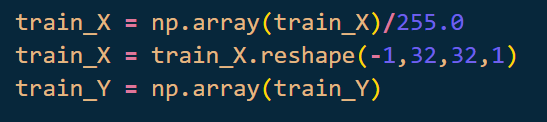 train_X = np.array(train_X)/255.0
train_X = train_X.reshape(-1,32,32,1)
train_Y = np.array(train_Y)